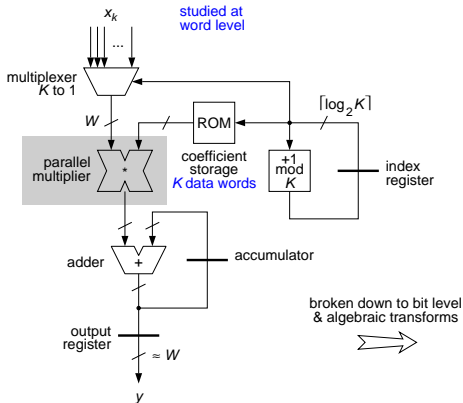 x_k
studied at
word level
...
multiplexer
K to 1
W
ROM
⌈log₂K⌉
parallel
multiplier
*
coefficient
storage
K data words
+1
mod
K
index
register
adder
+
accumulator
output
register
≈ W
y
broken down to bit level
& algebraic transforms